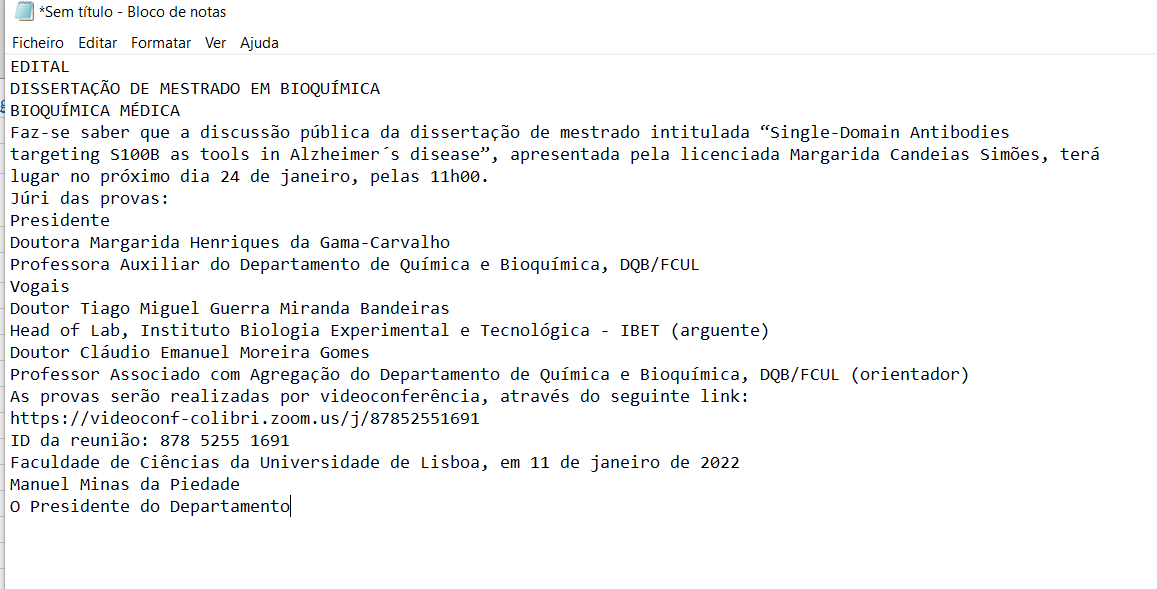 *Sem título - Bloco de notas
Ficheiro Editar Formatar Ver Ajuda
EDITAL
DISSERTAÇÃO DE MESTRADO EM BIOQUÍMICA
BIOQUÍMICA MÉDICA
Faz-se saber que a discussão pública da dissertação de mestrado intitulada “Single-Domain Antibodies
targeting S100B as tools in Alzheimer´s disease”, apresentada pela licenciada Margarida Candeias Simões, terá
lugar no próximo dia 24 de janeiro, pelas 11h00.
Júri das provas:
Presidente
Doutora Margarida Henriques da Gama-Carvalho
Professora Auxiliar do Departamento de Química e Bioquímica, DQB/FCUL
Vogais
Doutor Tiago Miguel Guerra Miranda Bandeiras
Head of Lab, Instituto Biologia Experimental e Tecnológica - IBET (arguente)
Doutor Cláudio Emanuel Moreira Gomes
Professor Associado com Agregação do Departamento de Química e Bioquímica, DQB/FCUL (orientador)
As provas serão realizadas por videoconferência, através do seguinte link:
https://videoconf-colibri.zoom.us/j/87852551691
ID da reunião: 878 5255 1691
Faculdade de Ciências da Universidade de Lisboa, em 11 de janeiro de 2022
Manuel Minas da Piedade
O Presidente do Departamento